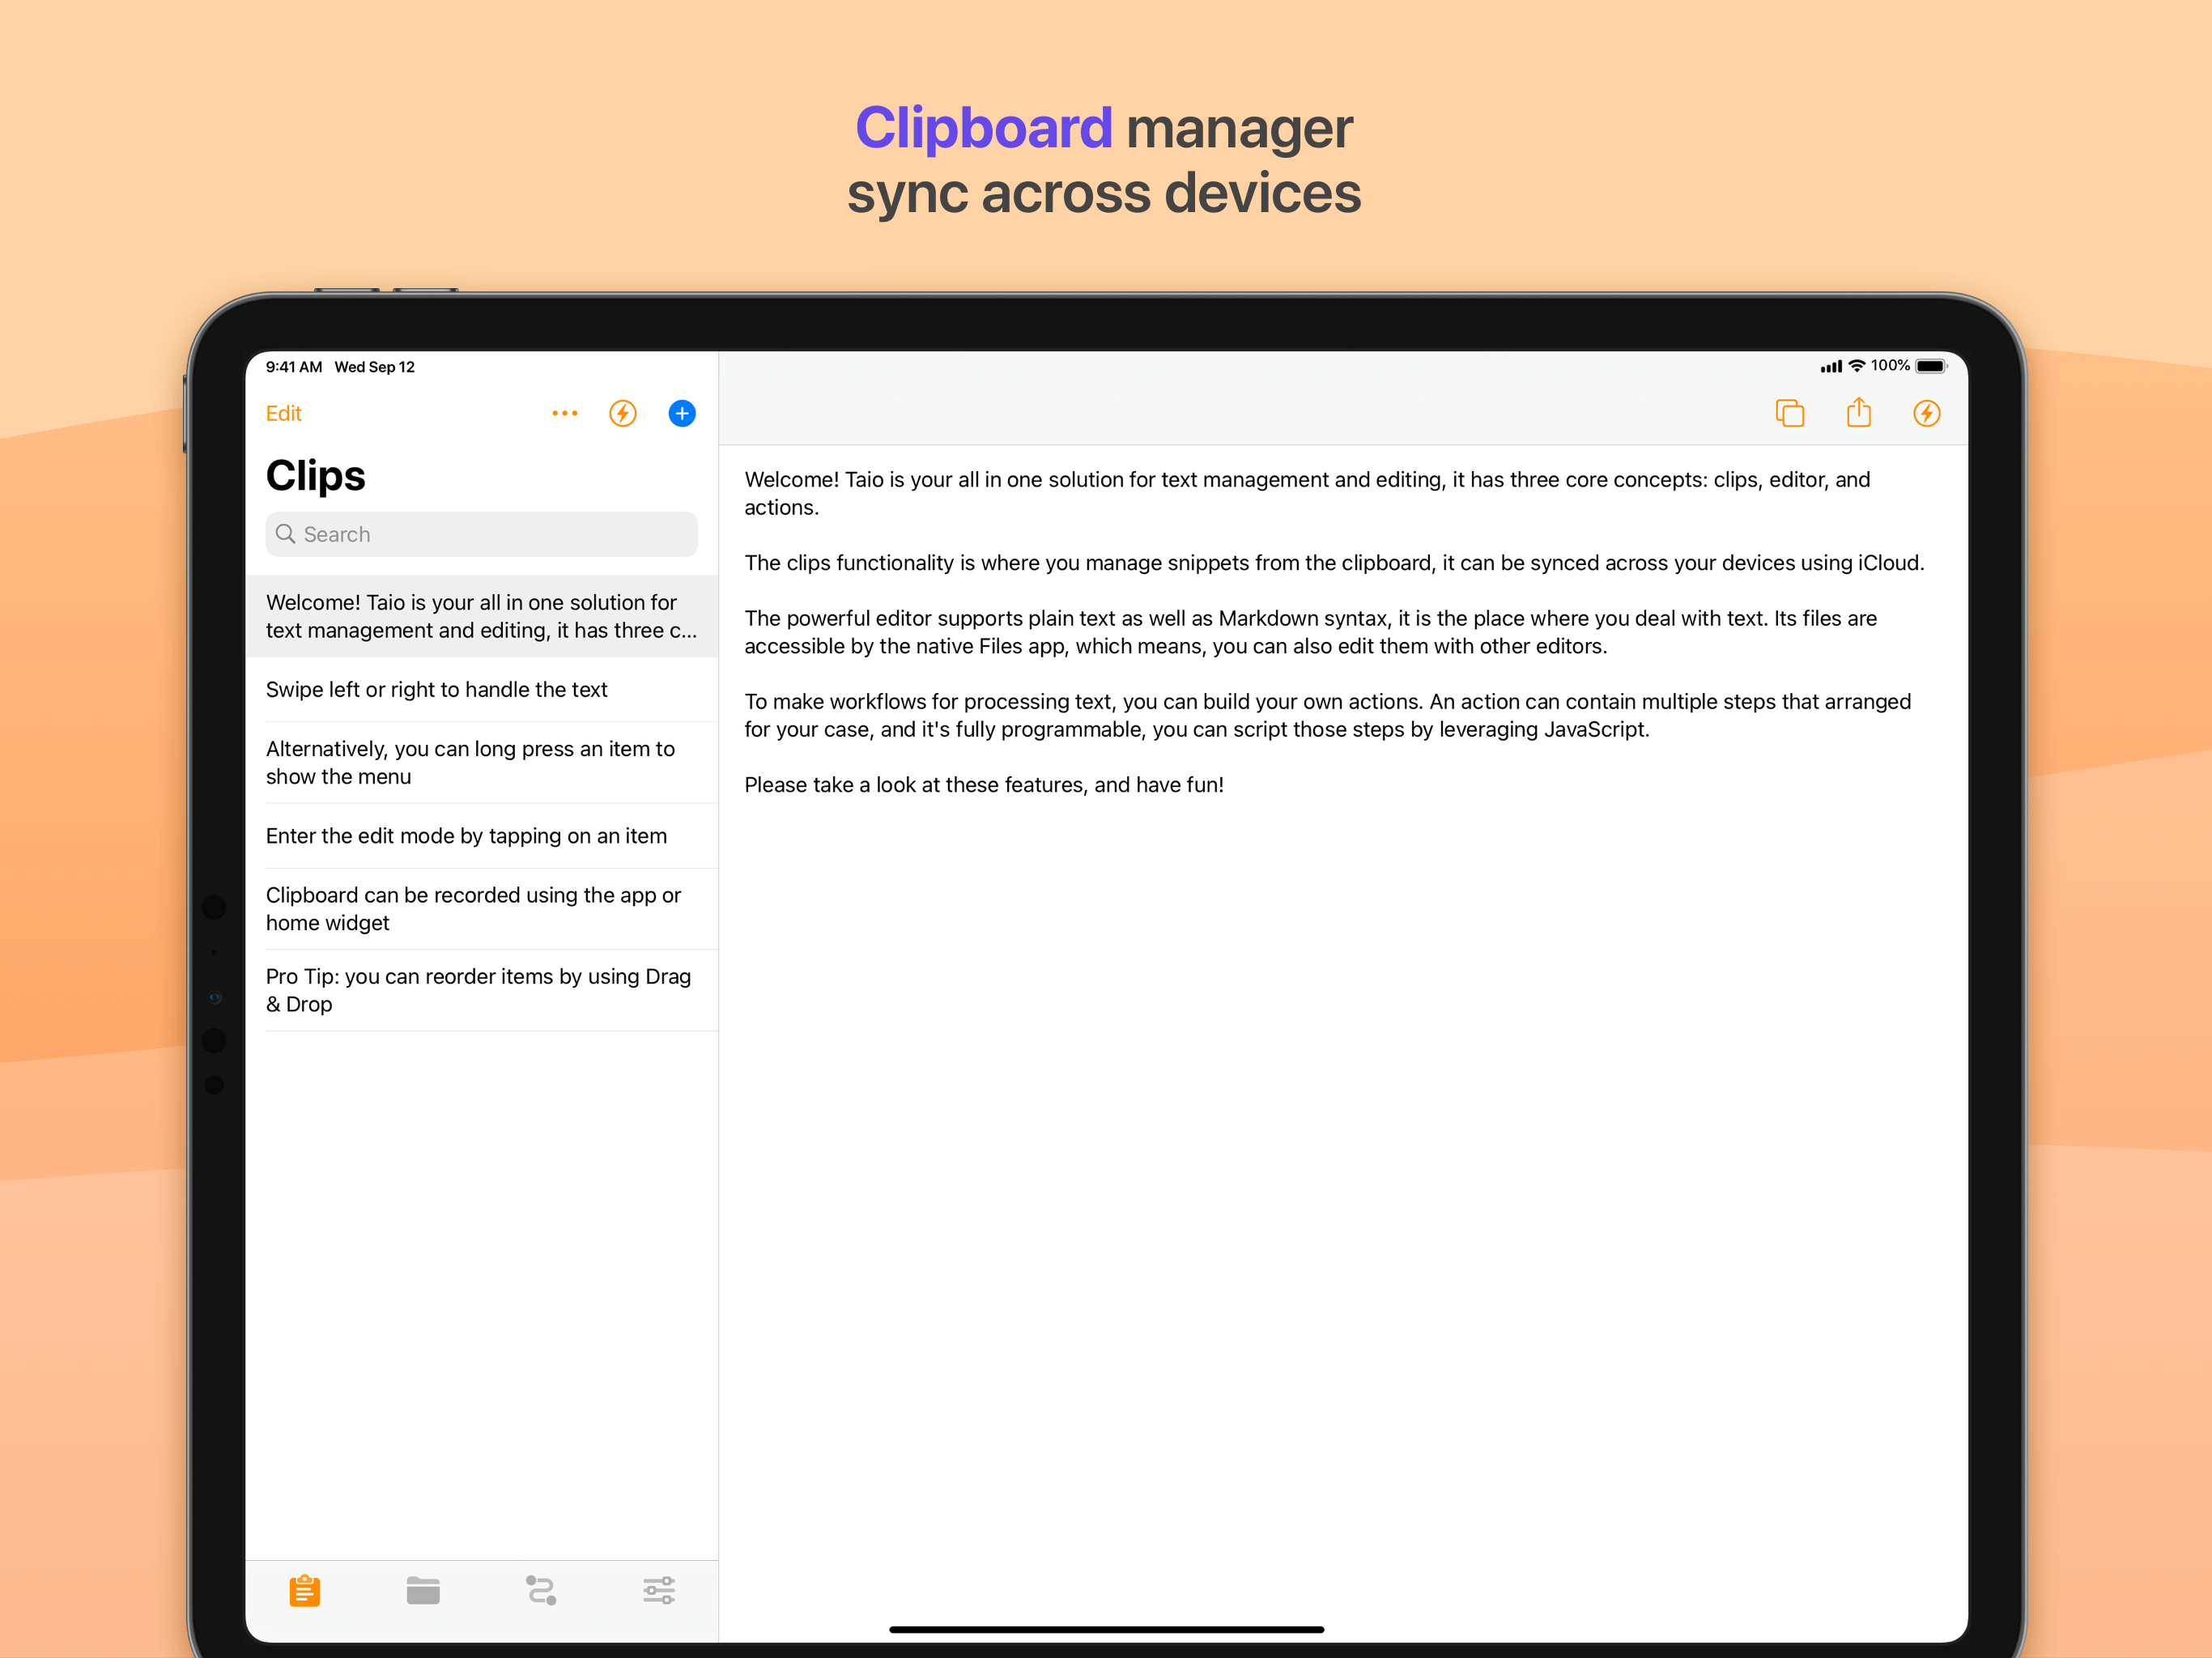 Clipboard manager
sync across devices
9:41 AM Wed Sep 12
100%
Edit
Clips
Search
Welcome! Taio is your all in one solution for
text management and editing, it has three c...
Swipe left or right to handle the text
Alternatively, you can long press an item to
show the menu
Enter the edit mode by tapping on an item
Clipboard can be recorded using the app or
home widget
Pro Tip: you can reorder items by using Drag
& Drop
Welcome! Taio is your all in one solution for text management and editing, it has three core concepts: clips, editor, and
actions.
The clips functionality is where you manage snippets from the clipboard, it can be synced across your devices using iCloud.
The powerful editor supports plain text as well as Markdown syntax, it is the place where you deal with text. Its files are
accessible by the native Files app, which means, you can also edit them with other editors.
To make workflows for processing text, you can build your own actions. An action can contain multiple steps that arranged
for your case, and it's fully programmable, you can script those steps by leveraging JavaScript.
Please take a look at these features, and have fun!